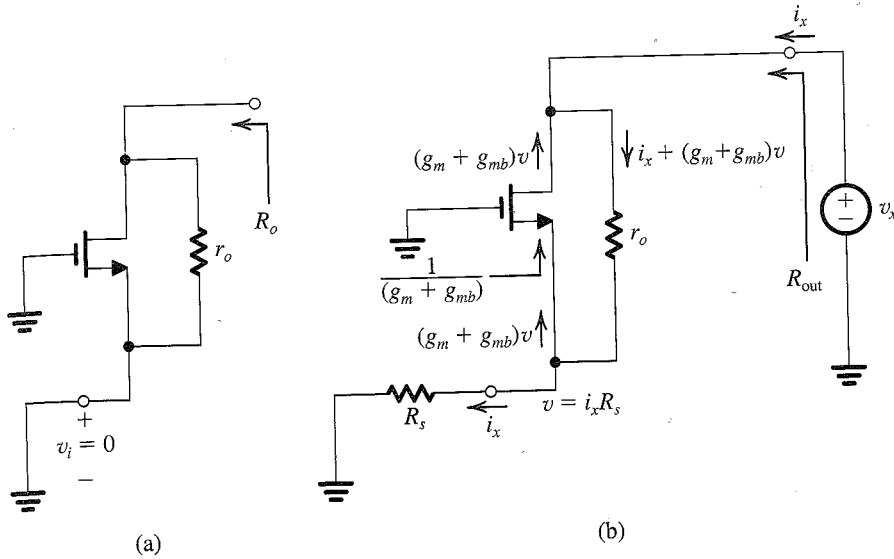 R_o
r_o
+
v_i = 0
−
(a)
i_x
(g_m + g_mb)v
i_x + (g_m+g_mb)v
r_o
1
(g_m + g_mb)
(g_m + g_mb)v
R_s
i_x
v = i_xR_s
+
−
v_x
R_out
(b)